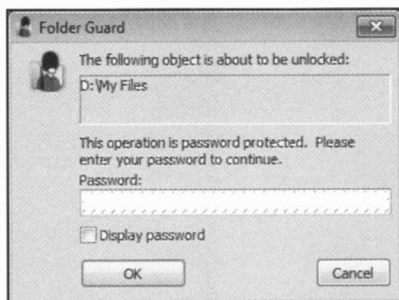 Folder Guard
The following object is about to be unlocked:
D:\My Files
This operation is password protected. Please
enter your password to continue.
Password:
Display password
OK
Cancel